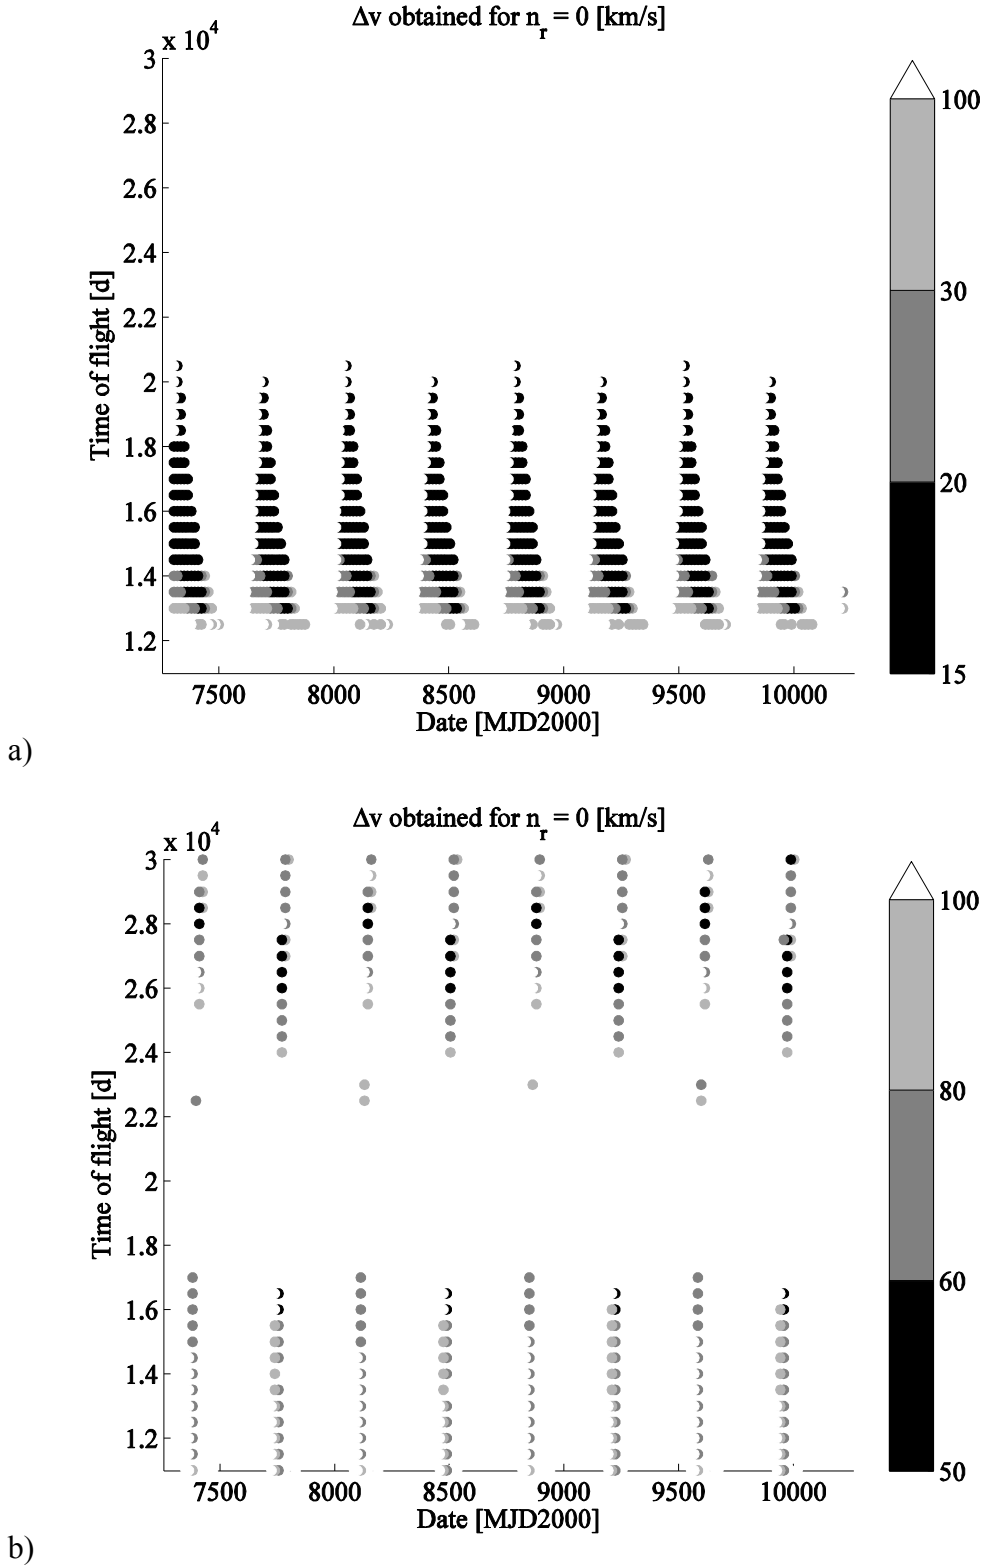 Δv obtained for n_r = 0 [km/s]
x 10^4
3
2.8
2.6
2.4
2.2
2
1.8
1.6
1.4
1.2
Time of flight [d]
7500 8000 8500 9000 9500 10000
Date [MJD2000]
100
30
20
15
a)
Δv obtained for n_r = 0 [km/s]
x 10^4
3
2.8
2.6
2.4
2.2
2
1.8
1.6
1.4
1.2
Time of flight [d]
7500 8000 8500 9000 9500 10000
Date [MJD2000]
100
80
60
50
b)